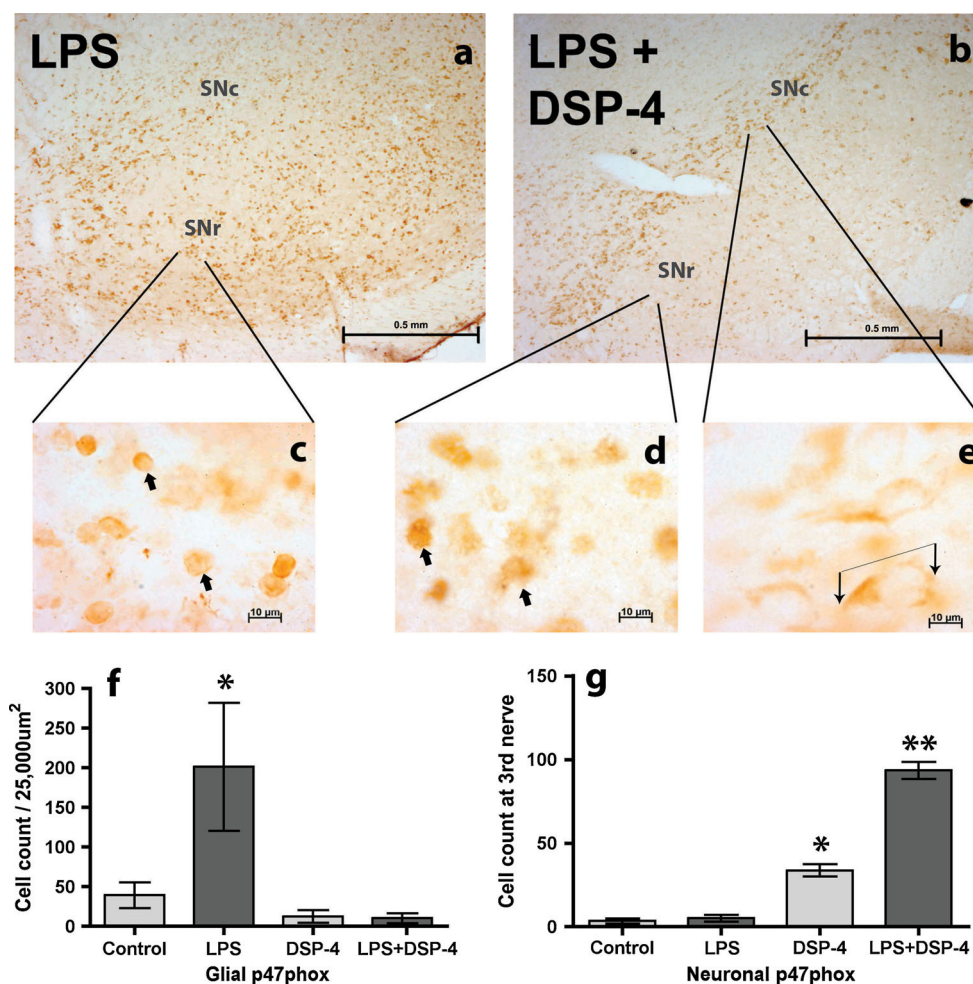 LPS
a
SNc
SNr
0.5 mm
LPS +
DSP-4
b
SNc
SNr
0.5 mm
c
10 µm
d
10 µm
e
10 µm
f
Cell count / 25,000um²
300
250
200
150
100
50
0
*
Control
LPS
DSP-4
LPS+DSP-4
Glial p47phox
g
Cell count at 3rd nerve
150
100
50
0
*
**
Control
LPS
DSP-4
LPS+DSP-4
Neuronal p47phox